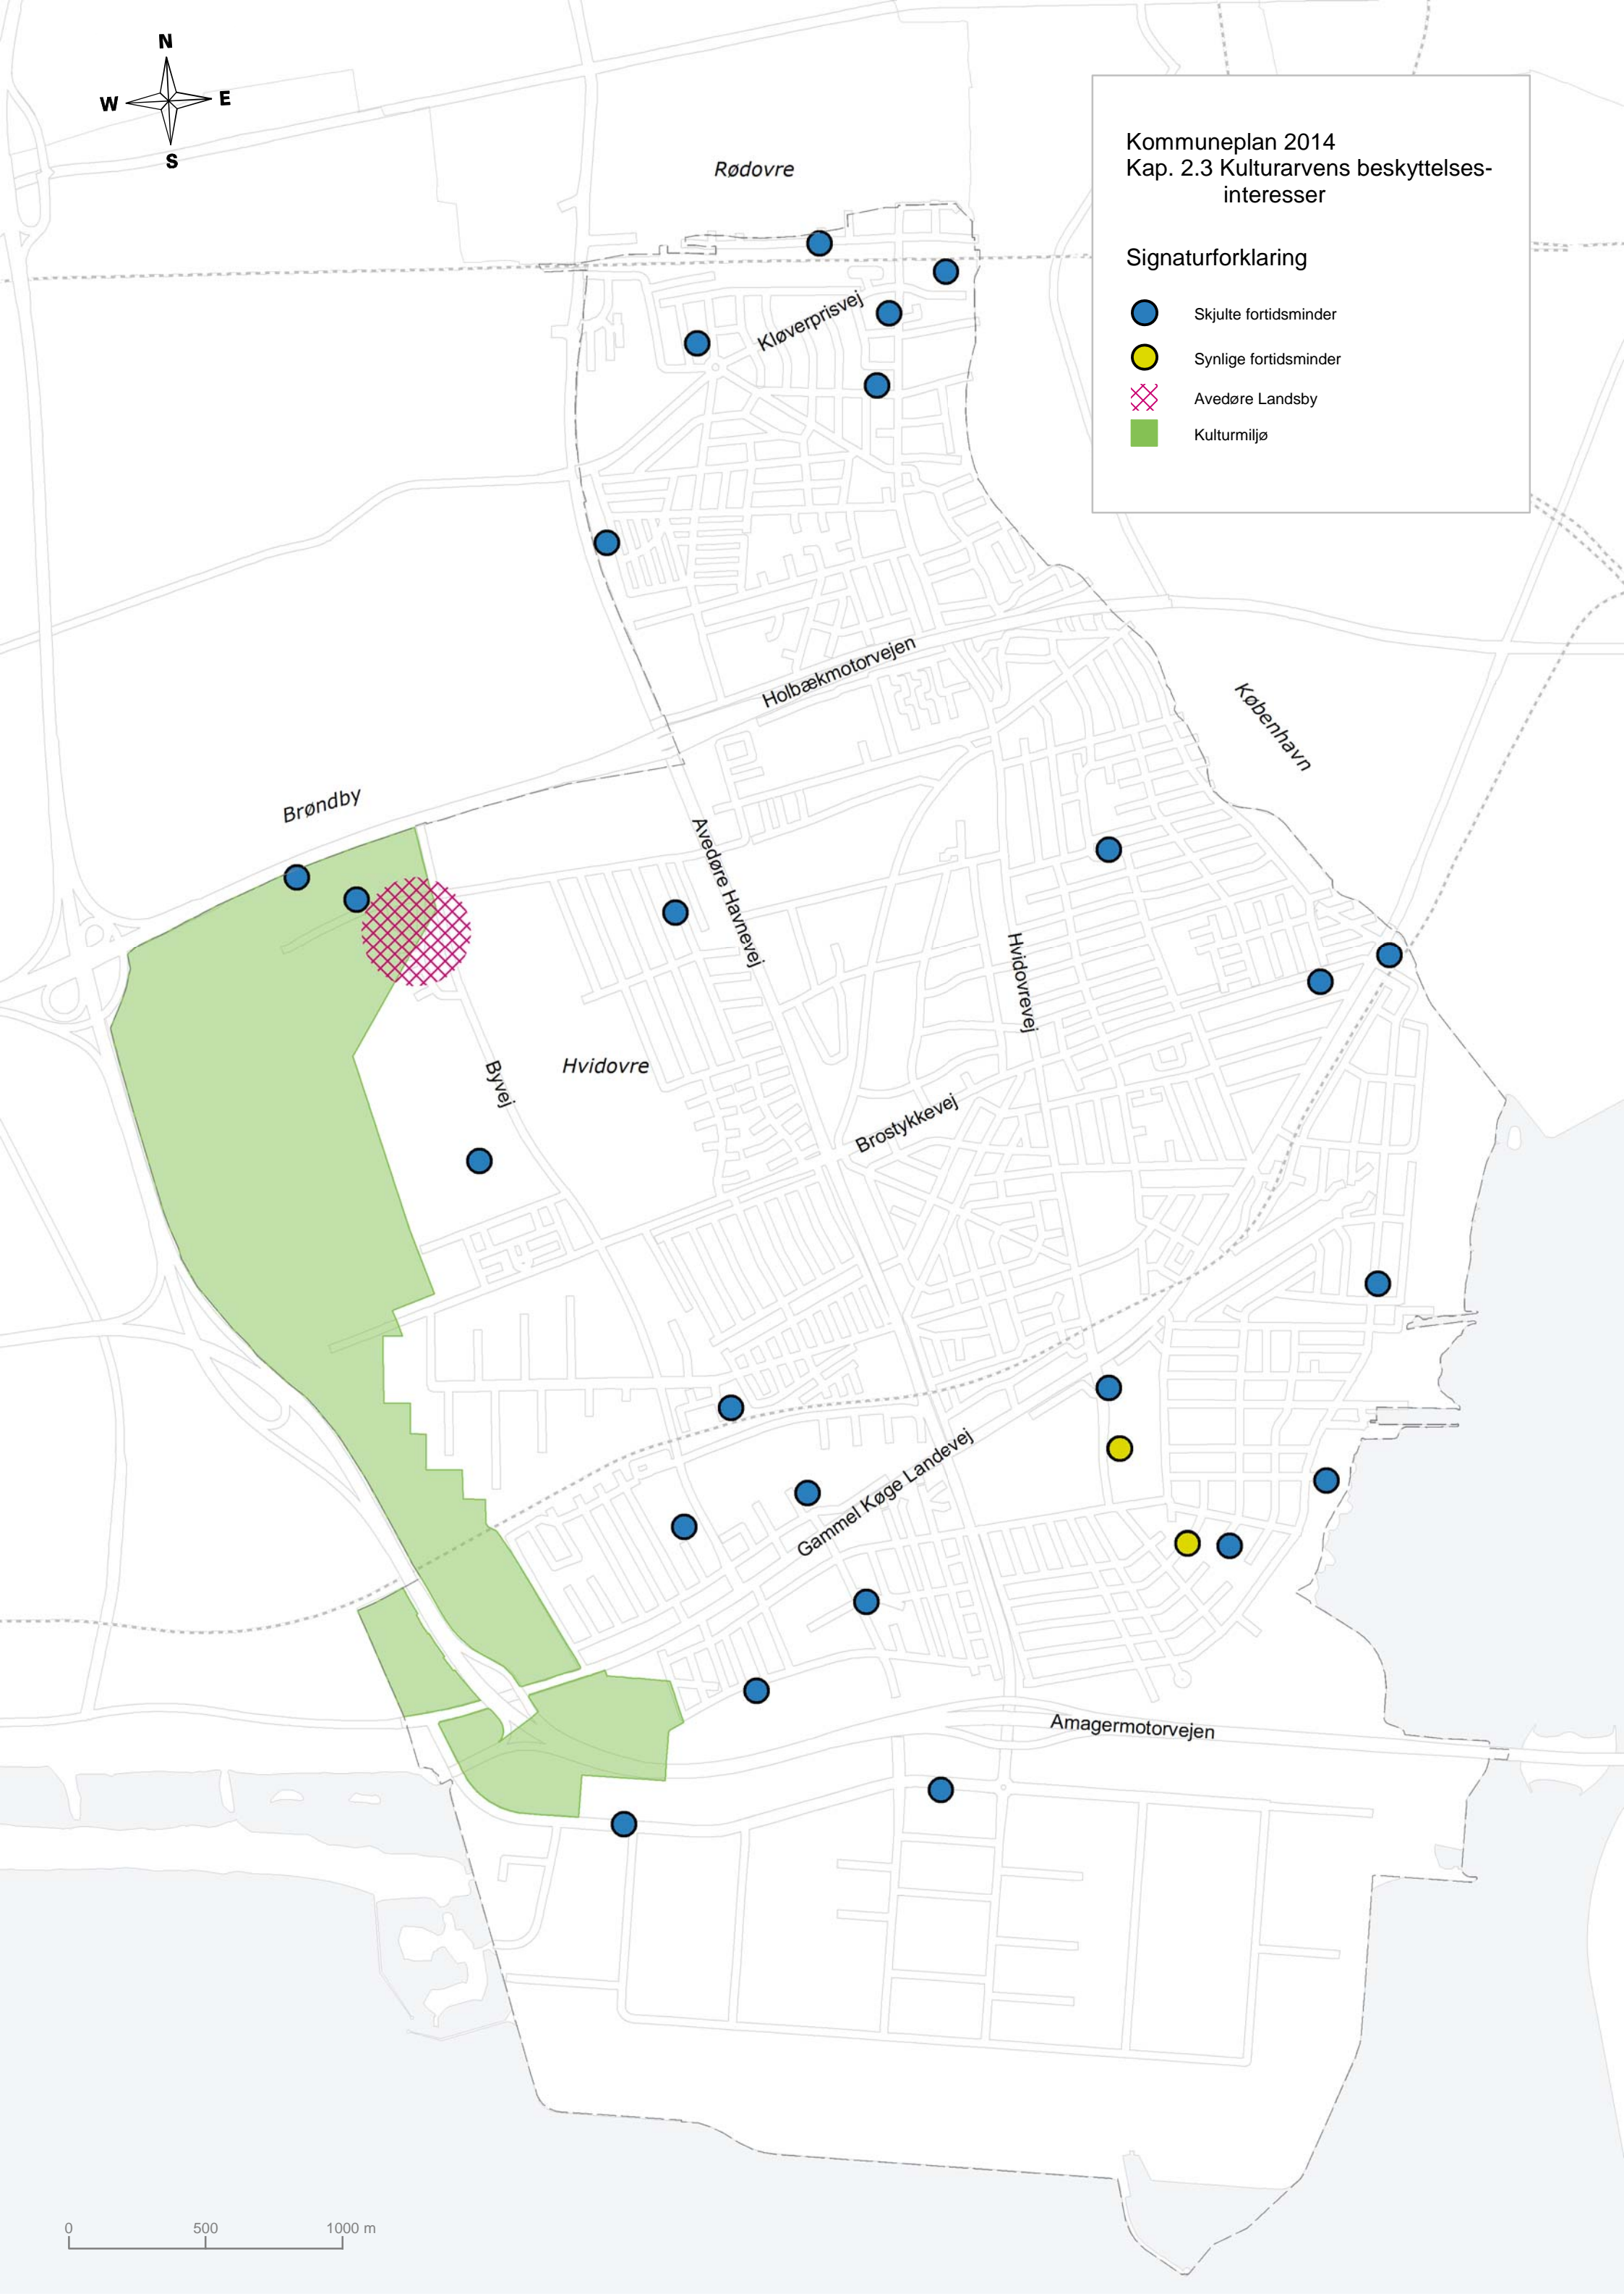 N
W E
S
Kommuneplan 2014
Kap. 2.3 Kulturarvens beskyttelses-
interesser
Signaturforklaring
Skjulte fortidsminder
Synlige fortidsminder
Avedøre Landsby
Kulturmiljø
Rødovre
Kløverprisvej
Holbækmotorvejen
København
Brøndby
Avedøre Havnevej
Hvidovrevej
Hvidovre
Byvej
Brostykkevej
Gammel Køge Landevej
Amagermotorvejen
0 500 1000 m